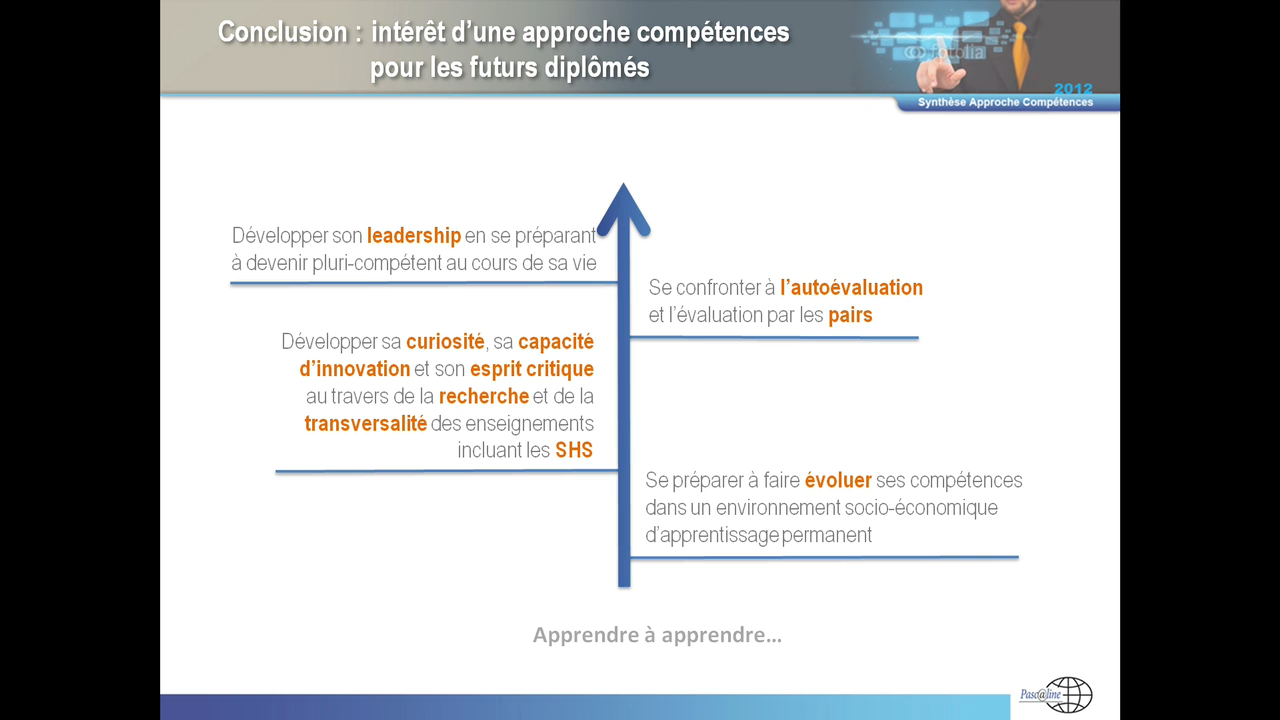 Conclusion : intérêt d’une approche compétences
pour les futurs diplômés
fotolia
2012
Synthèse Approche Compétences
Développer son leadership en se préparant
à devenir pluri-compétent au cours de sa vie
Se confronter à l’autoévaluation
et l’évaluation par les pairs
Développer sa curiosité, sa capacité
d’innovation et son esprit critique
au travers de la recherche et de la
transversalité des enseignements
incluant les SHS
Se préparer à faire évoluer ses compétences
dans un environnement socio-économique
d’apprentissage permanent
Apprendre à apprendre...
Pasc@line